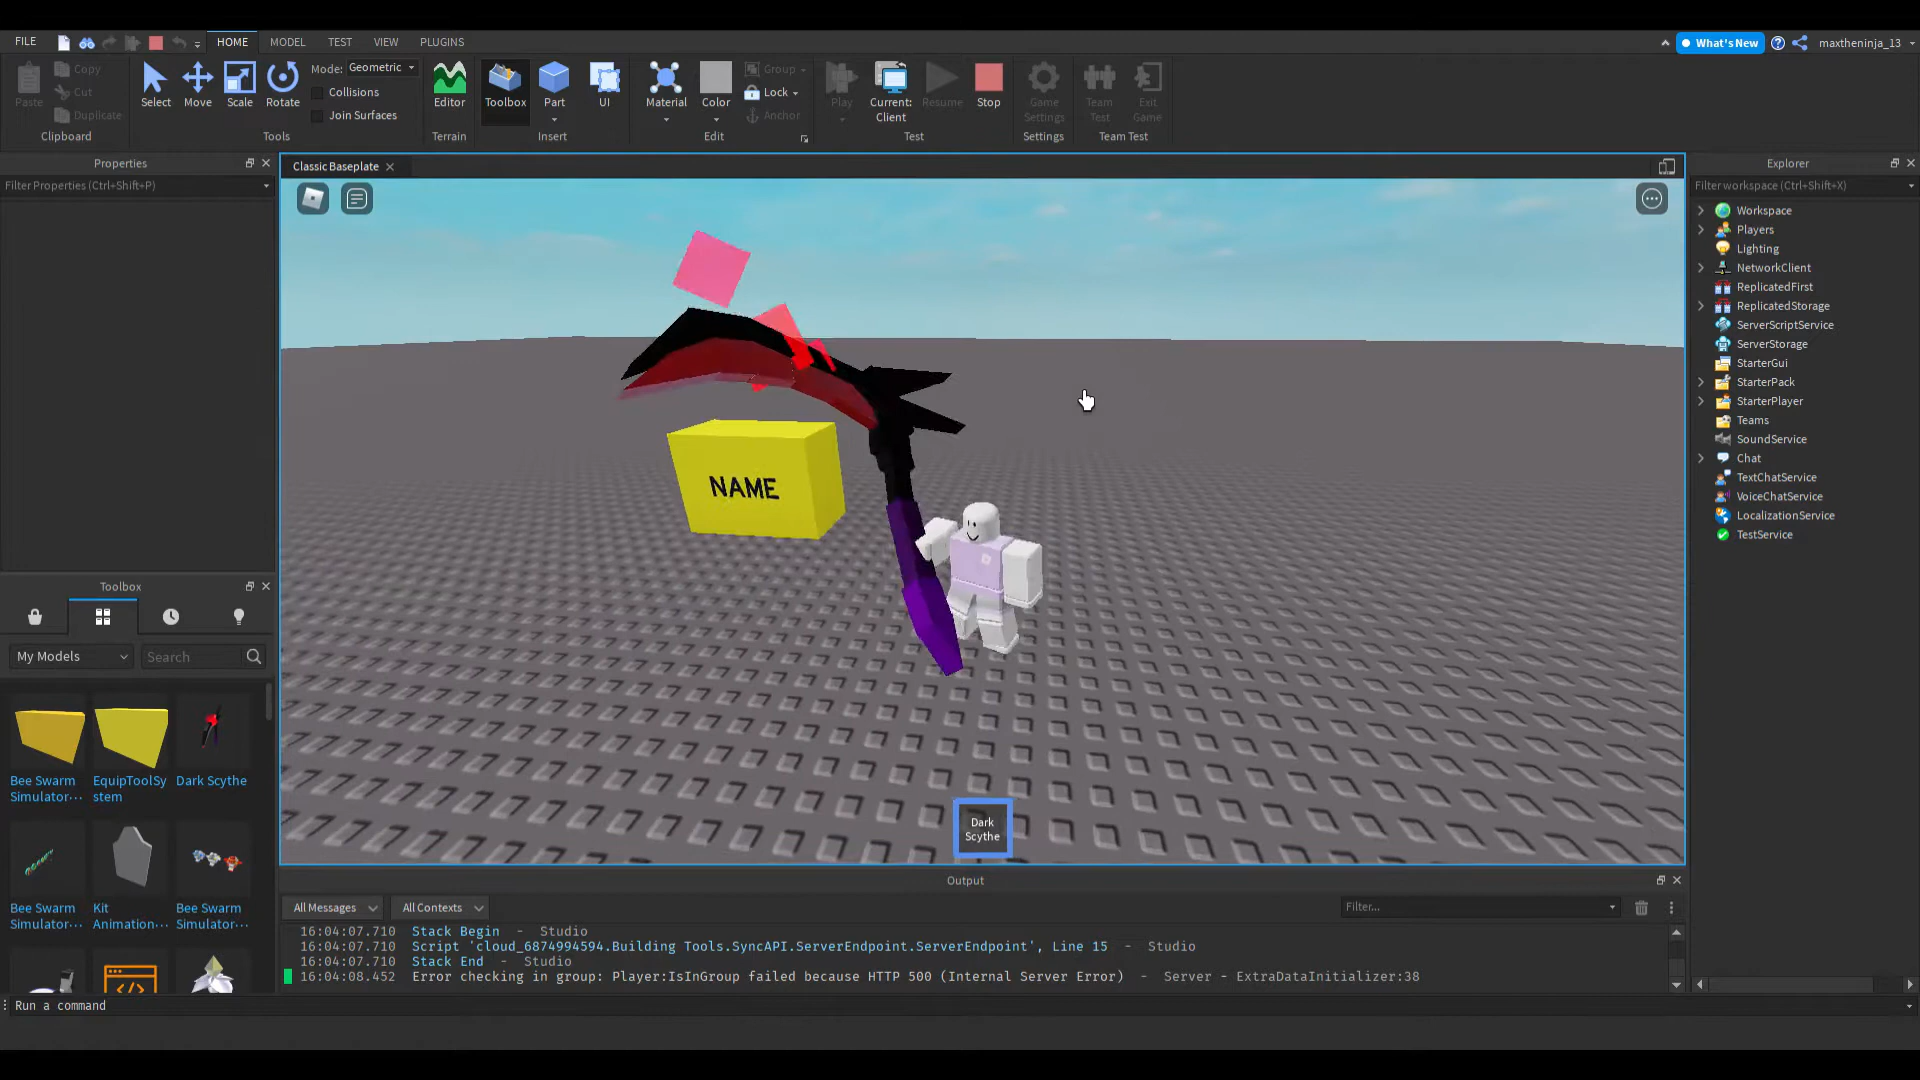 FILE
HOME
MODEL
TEST
VIEW
PLUGINS
What's New
maxtheninja_13
Paste
Copy
Cut
Duplicate
Clipboard
Select
Move
Scale
Rotate
Mode:
Geometric
Collisions
Join Surfaces
Tools
Editor
Terrain
Toolbox
Part
UI
Insert
Material
Color
Group
Lock
Anchor
Edit
Play
Current:
Client
Resume
Stop
Test
Game
Settings
Settings
Team
Test
Exit
Game
Team Test
Properties
Filter Properties (Ctrl+Shift+P)
Classic Baseplate
NAME
Dark
Scythe
Explorer
Filter workspace (Ctrl+Shift+X)
Workspace
Players
Lighting
NetworkClient
ReplicatedFirst
ReplicatedStorage
ServerScriptService
ServerStorage
StarterGui
StarterPack
StarterPlayer
Teams
SoundService
Chat
TextChatService
VoiceChatService
LocalizationService
TestService
Toolbox
My Models
Search
Bee Swarm
Simulator...
EquipToolSy
stem
Dark Scythe
Bee Swarm
Simulator...
Kit
Animation...
Bee Swarm
Simulator...
Output
All Messages
All Contexts
Filter...
16:04:07.710 Stack Begin - Studio
16:04:07.710 Script 'cloud_6874994594.Building Tools.SyncAPI.ServerEndpoint.ServerEndpoint', Line 15 - Studio
16:04:07.710 Stack End - Studio
16:04:08.452 Error checking in group: Player:IsInGroup failed because HTTP 500 (Internal Server Error) - Server - ExtraDataInitializer:38
Run a command